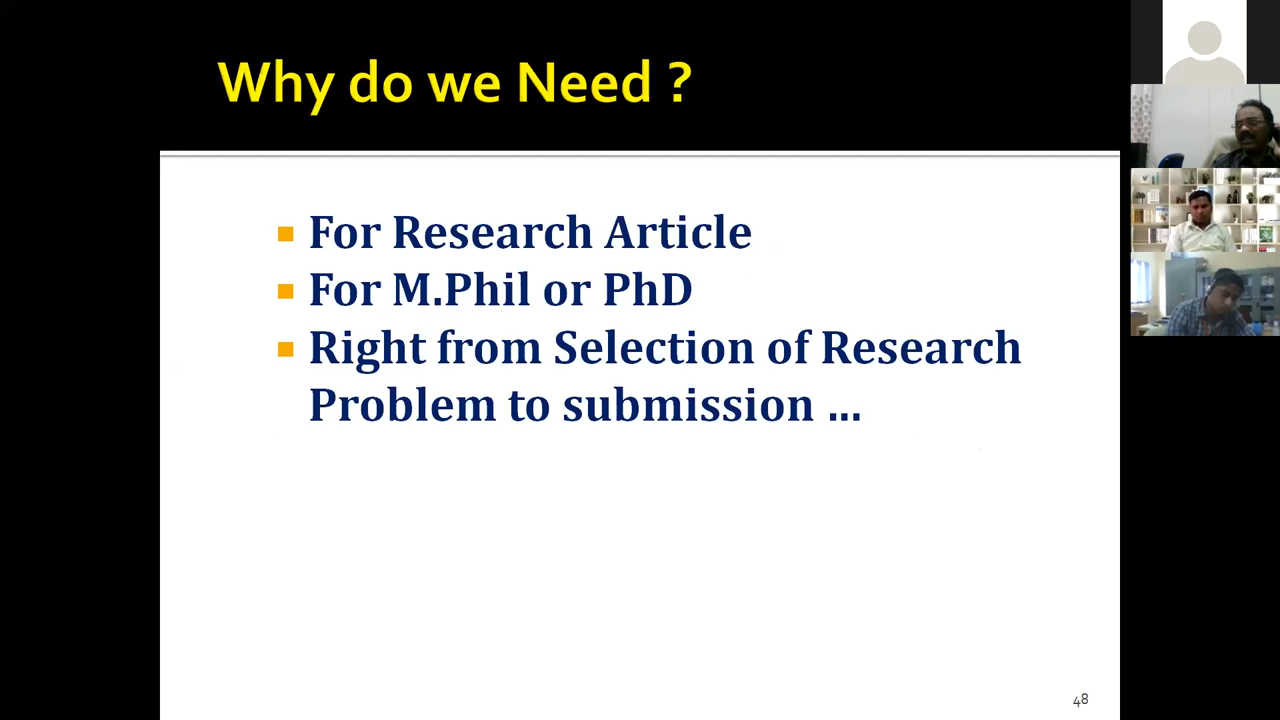 Why do we Need ?
For Research Article
For M.Phil or PhD
Right from Selection of Research
Problem to submission ...
48